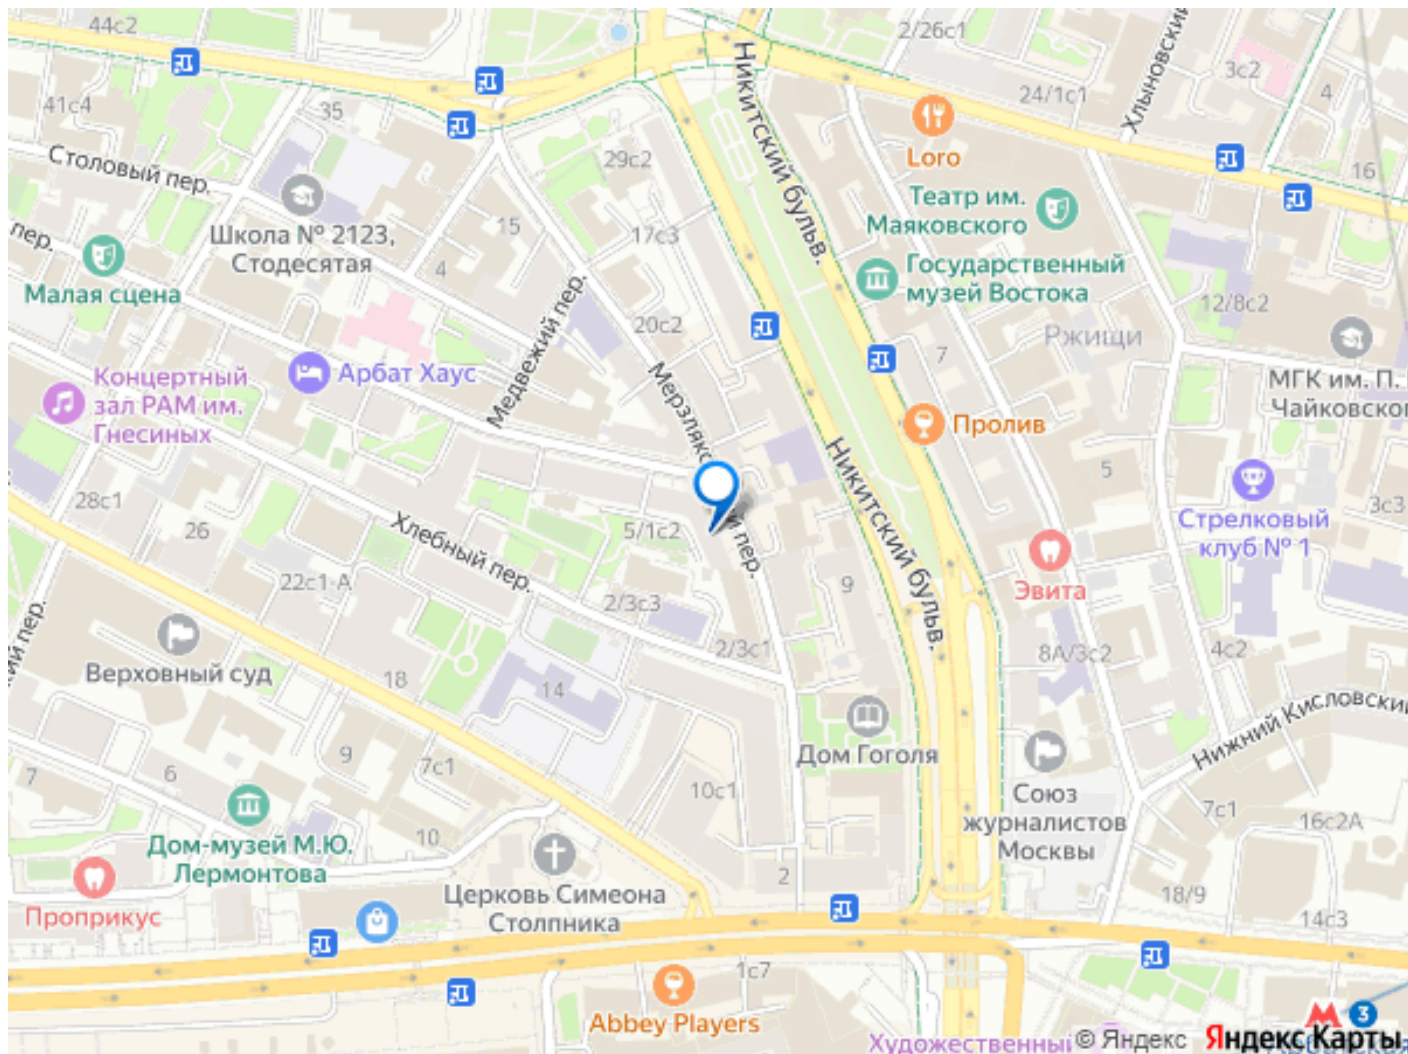 44с2
2/26с1
Хлыновский
3с2
4
24/1с1
41с4
35
Никитский бульв.
Loro
Столовый пер.
29с2
16
Театр им.
Маяковского
Школа № 2123,
Стодесятая
15
17с3
пер.
4
Государственный
музей Востока
Малая сцена
12/8с2
Медвежий пер.
20с2
Ржищи
7
Арбат Хаус
Концертный
зал РАМ им.
Гнесиных
МГК им. П.
Чайковског
Пролив
Никитский бульв.
5
28с1
26
Хлебный пер.
5/1с2
пер.
Стрелковый
клуб № 1
3с3
22с1-А
2/3с3
9
Эвита
2/3с1
8А/3с2
4с2
Верховный суд
18
14
Нижний Кисловский
Дом Гоголя
7
6
9
7с1
10с1
Союз
журналистов
Москвы
7с1
16с2А
10
Дом-музей М.Ю.
Лермонтова
Проприкус
Церковь Симеона
Столпника
2
18/9
14с3
1с7
Abbey Players
Художественный
© Яндекс
Яндекс Карты
3